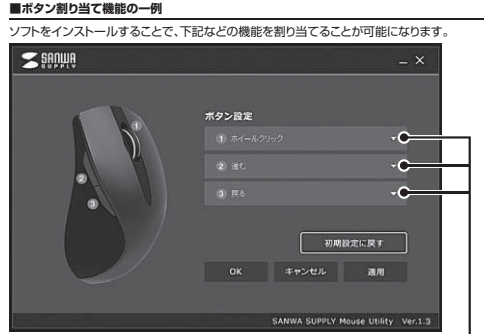 ■ボタン割り当て機能の一例
ソフトをインストールすることで、下記などの機能を割り当てることが可能になります。
SANWA
SUPPLY
ボタン設定
① ホイールクリック
② 進む
③ 戻る
①
②
③
初期設定に戻す
OK キャンセル 適用
SANWA SUPPLY Mouse Utility Ver.1.3